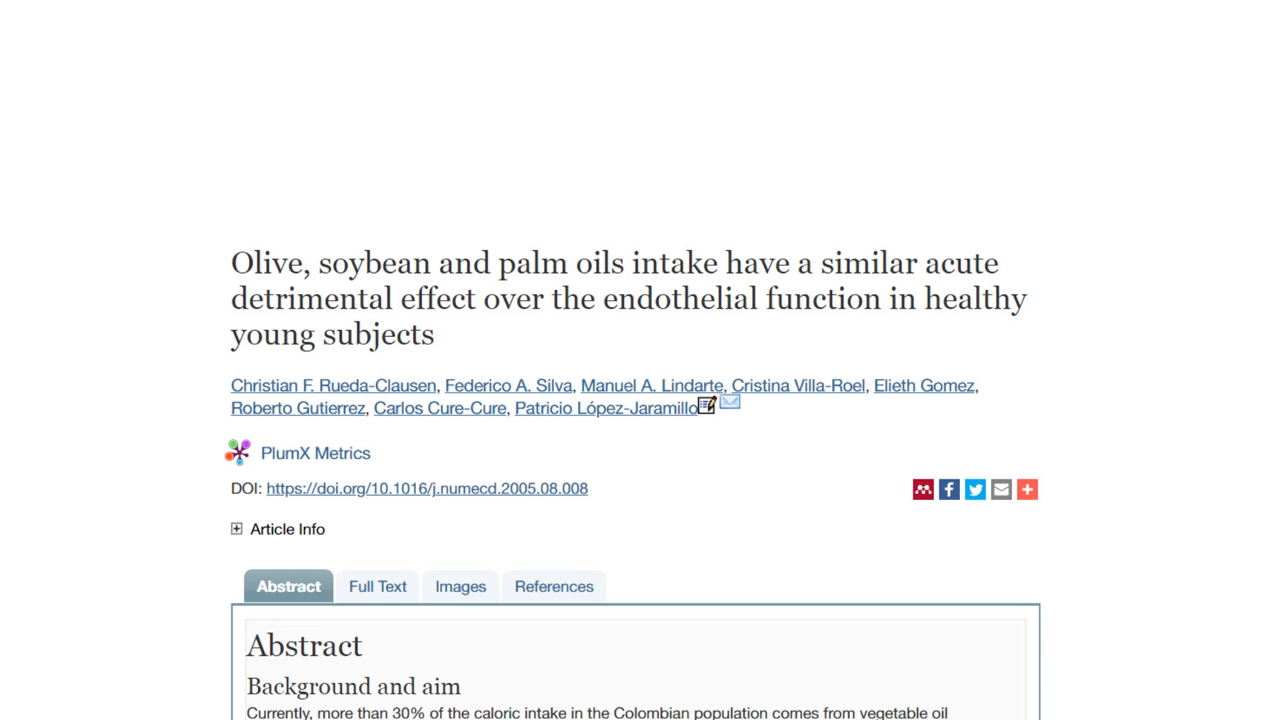 Olive, soybean and palm oils intake have a similar acute
detrimental effect over the endothelial function in healthy
young subjects
Christian F. Rueda-Clausen, Federico A. Silva, Manuel A. Lindarte, Cristina Villa-Roel, Elieth Gomez,
Roberto Gutierrez, Carlos Cure-Cure, Patricio López-Jaramillo
PlumX Metrics
DOI: https://doi.org/10.1016/j.numecd.2005.08.008
Article Info
Abstract Full Text Images References
Abstract
Background and aim
Currently, more than 30% of the caloric intake in the Colombian population comes from vegetable oil